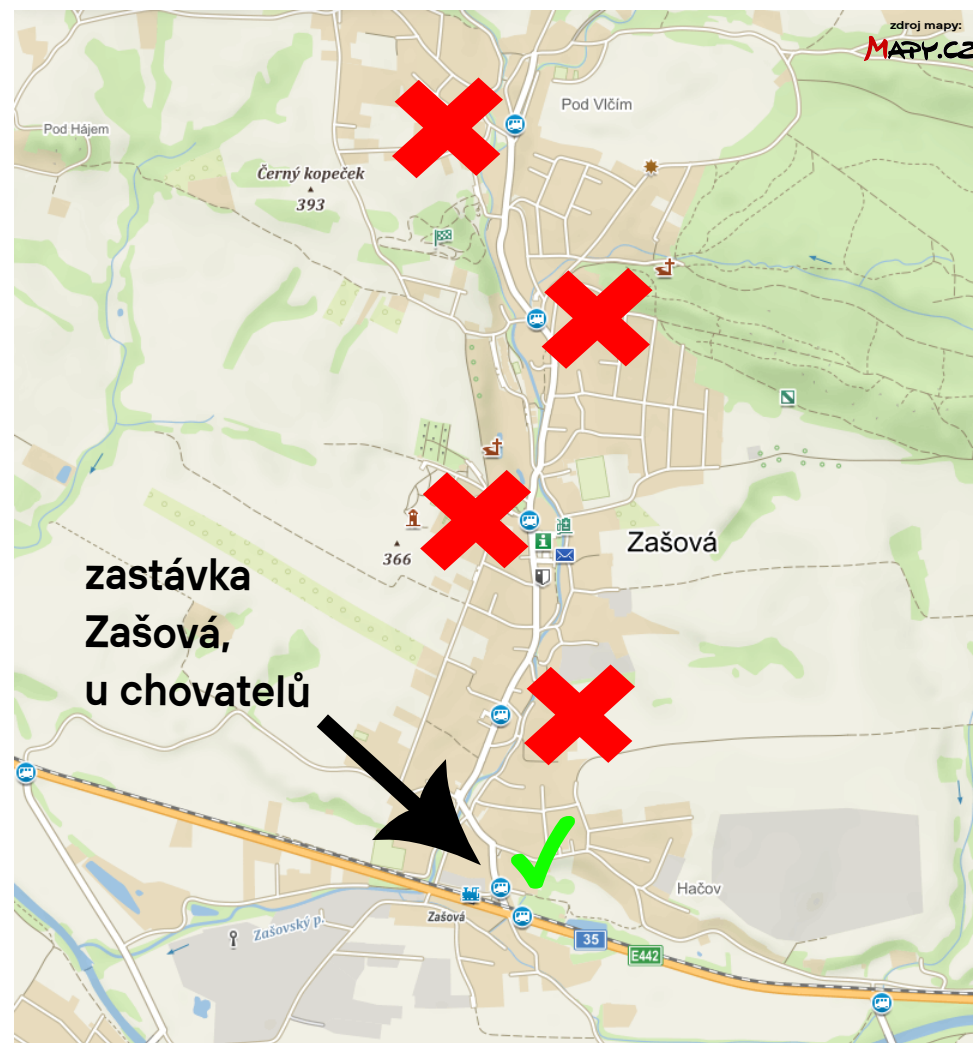 zdroj mapy:
MAPY.CZ
Pod Vlčím
Pod Hájem
Černý kopeček
393
Zašová
366
zastávka
Zašová,
u chovatelů
Hačov
Zašová
Zašovský p.
35
E442